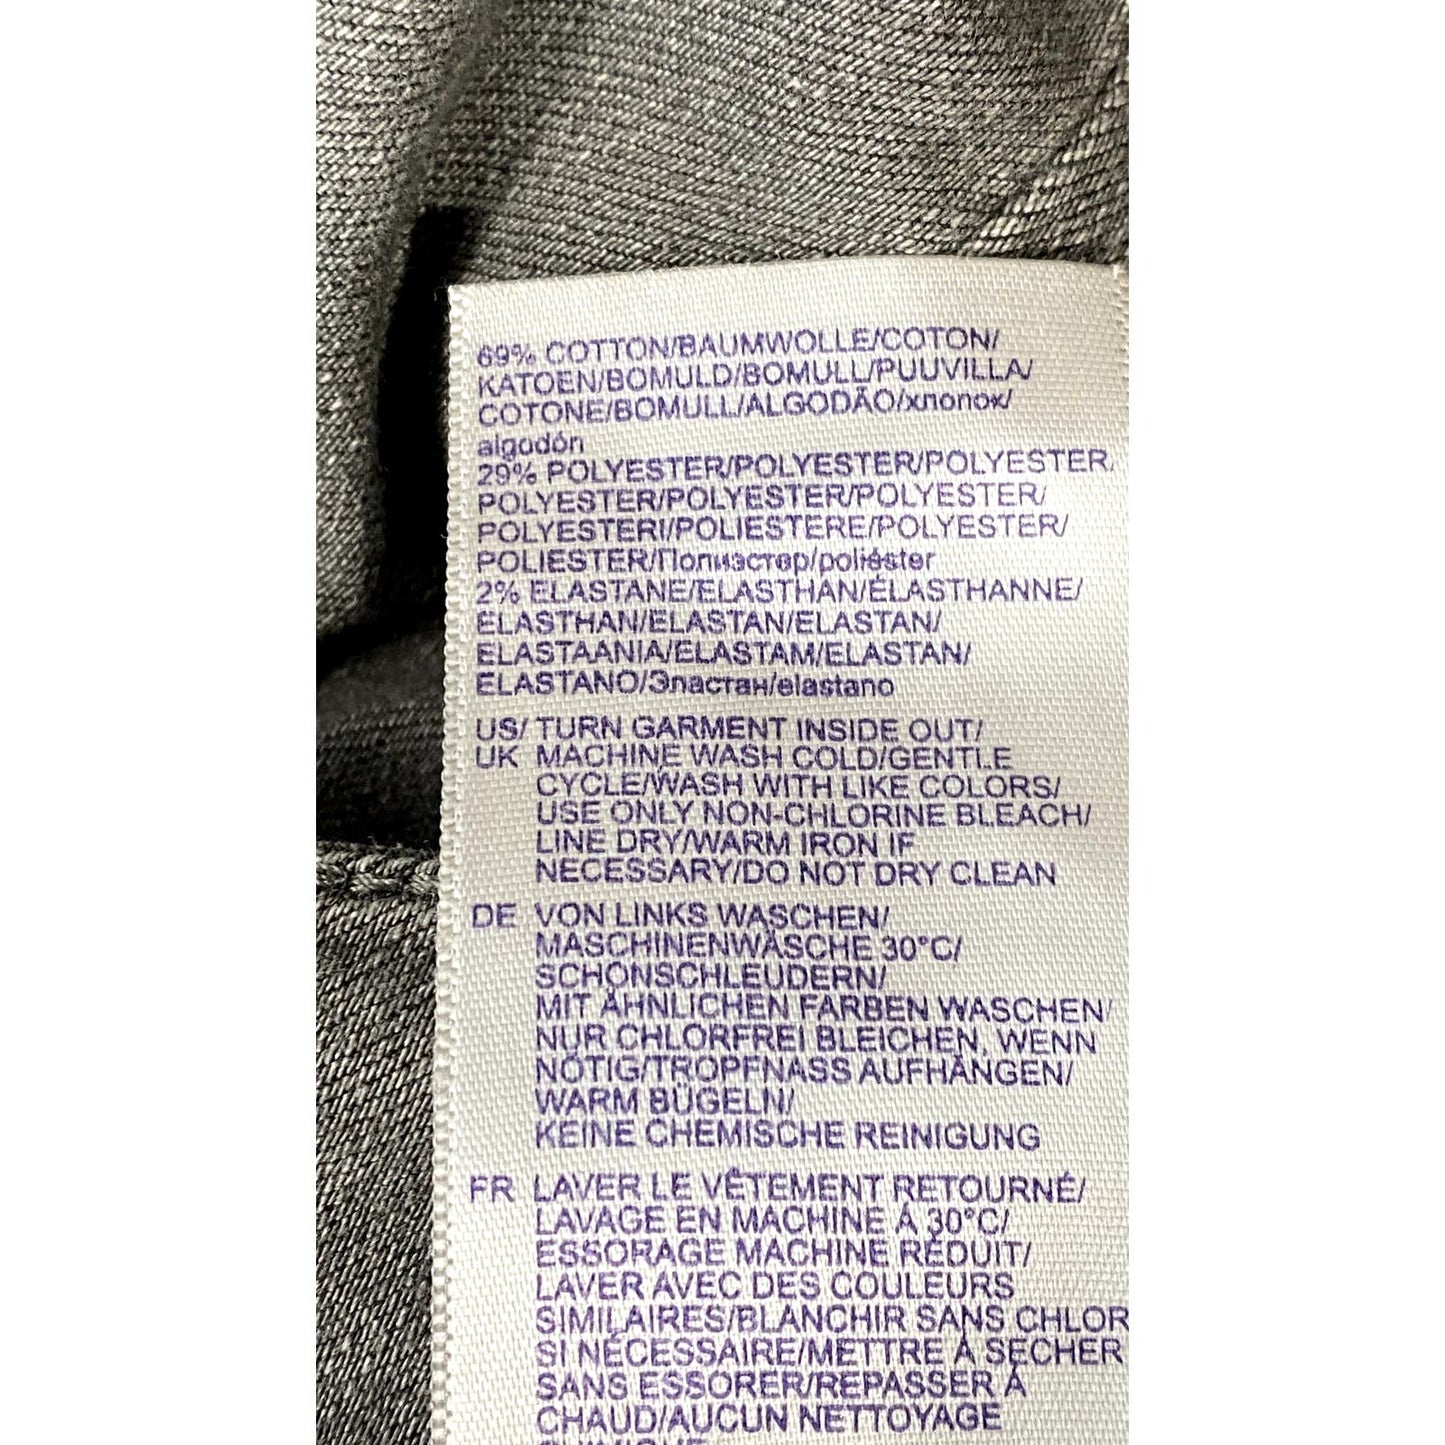 69% COTTON/BAUMWOLLE/COTON/
KATOEN/BOMULD/BOMULL/PUUVILLA/
COTONE/BOMULL/ALGODÃO/хлопок/
algodón
29% POLYESTER/POLYESTER/POLYESTER
POLYESTER/POLYESTER/POLYESTER/
POLYESTERI/POLIESTERE/POLYESTER/
POLIESTER/Полиэстер/poliéster
2% ELASTANE/ELASTHAN/ÉLASTHANNE/
ELASTHAN/ELASTAN/ELASTAN/
ELASTAANIA/ELASTAM/ELASTAN/
ELASTANO/Эластан/elastano
US/ TURN GARMENT INSIDE OUT/
UK MACHINE WASH COLD/GENTLE
CYCLE/WASH WITH LIKE COLORS/
USE ONLY NON-CHLORINE BLEACH/
LINE DRY/WARM IRON IF
NECESSARY/DO NOT DRY CLEAN
DE VON LINKS WASCHEN/
MASCHINENWÄSCHE 30°C/
SCHONSCHLEUDERN/
MIT ÄHNLICHEN FARBEN WASCHEN/
NUR CHLORFREI BLEICHEN, WENN
NÖTIG/TROPFNASS AUFHÄNGEN/
WARM BÜGELN/
KEINE CHEMISCHE REINIGUNG
FR LAVER LE VÊTEMENT RETOURNÉ/
LAVAGE EN MACHINE À 30°C/
ESSORAGE MACHINE RÉDUIT/
LAVER AVEC DES COULEURS
SIMILAIRES/BLANCHIR SANS CHLOR
SI NÉCESSAIRE/METTRE À SÉCHER
SANS ESSORER/REPASSER À
CHAUD/AUCUN NETTOYAGE